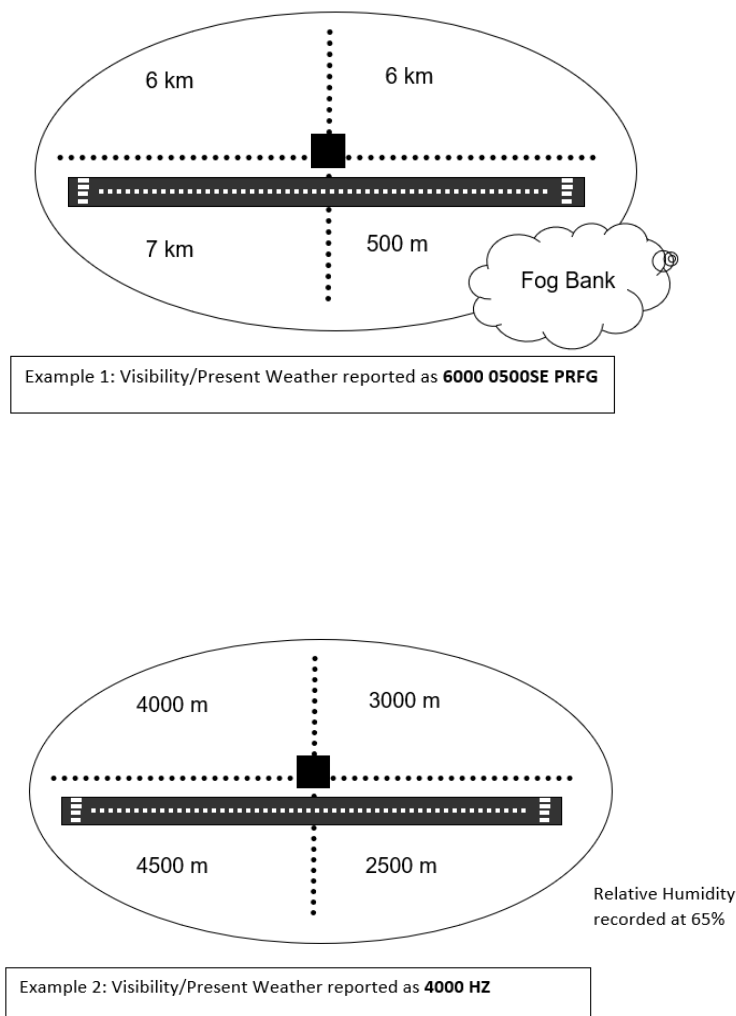 6 km
6 km
7 km
500 m
Fog Bank
Example 1: Visibility/Present Weather reported as 6000 0500SE PRFG
4000 m
3000 m
4500 m
2500 m
Relative Humidity
recorded at 65%
Example 2: Visibility/Present Weather reported as 4000 HZ